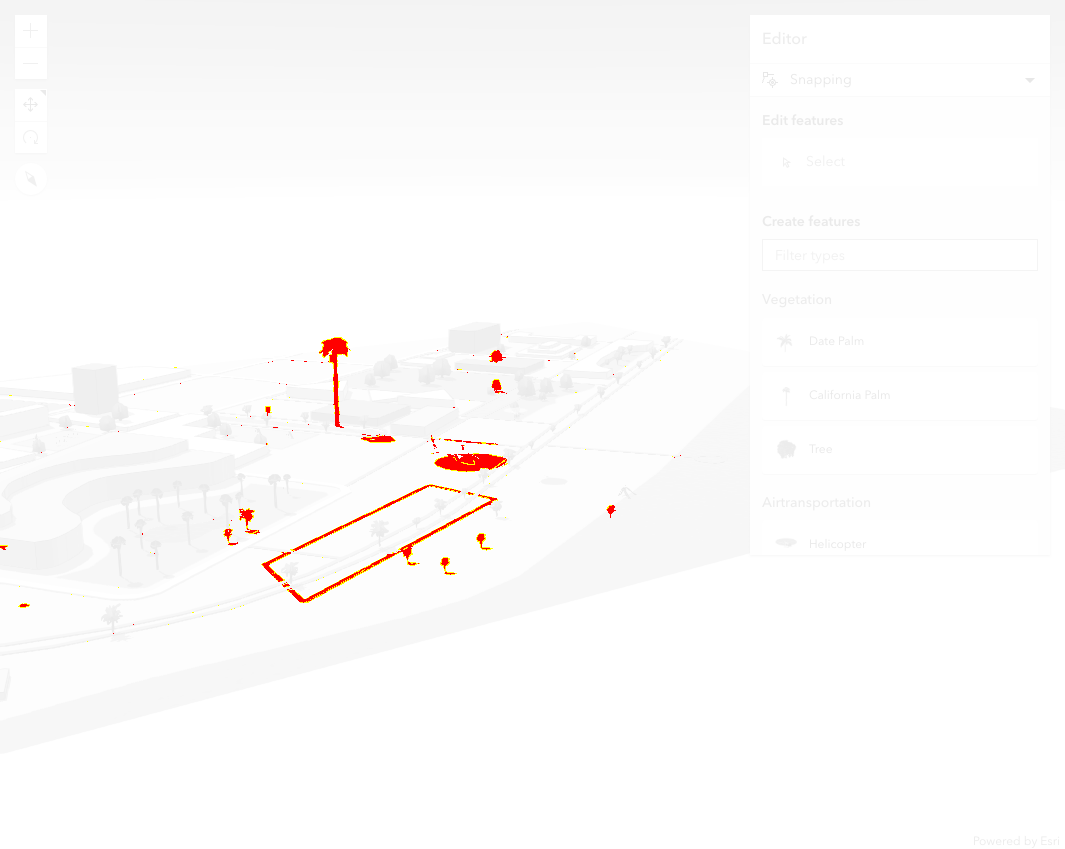 Editor
Snapping
Edit features
Select
Create features
Filter types
Vegetation
Date Palm
California Palm
Tree
Airtransportation
Helicopter
Powered by Esri